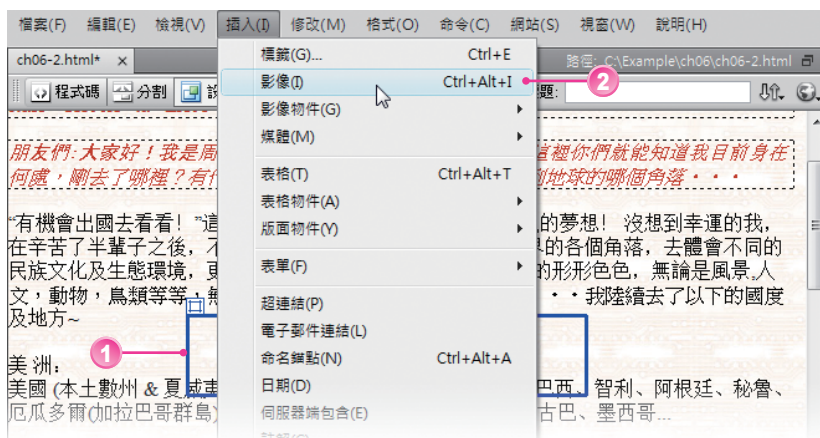 檔案(F) 編輯(E) 檢視(V) 插入(I) 修改(M) 格式(O) 命令(C) 網站(S) 視窗(W) 說明(H)
ch06-2.html* × 路徑: C:\Example\ch06\ch06-2.html
程式碼 分割 題:
標籤(G)... Ctrl+E
影像(I) Ctrl+Alt+I
2
影像物件(G)
媒體(M)
表格(T) Ctrl+Alt+T
表格物件(A)
版面物件(Y)
表單(F)
超連結(P)
電子郵件連結(L)
命名錨點(N) Ctrl+Alt+A
日期(D)
伺服器端包含(E)
朋友們: 大家好！我是周 這裡你們就能知道我目前身在
何處，剛去了哪裡？有什 地球的哪個角落・・・
“有機會出國去看看！”這 的夢想！ 沒想到幸運的我，
在辛苦了半輩子之後，不 界的各個角落，去體會不同的
民族文化及生態環境，更 的形形色色，無論是風景,人
文，動物，鳥類等等，無 ・・我陸續去了以下的國度
及地方~
1
美洲:
美國 (本土數州 & 夏威夷 巴西、智利、阿根廷、秘魯、
厄瓜多爾(加拉巴哥群島) 古巴、墨西哥...